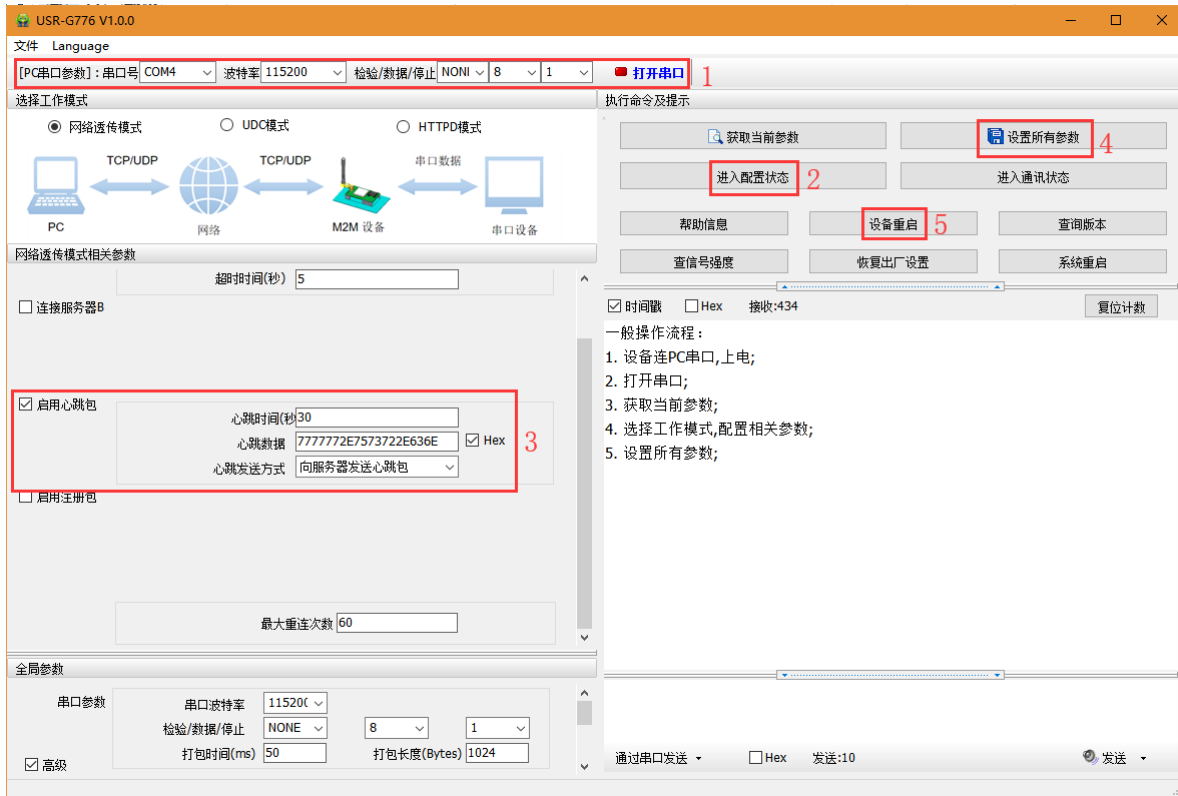 USR-G776 V1.0.0
文件 Language
[PC串口参数]：串口号 COM4 波特率 115200 检验/数据/停止 NONI 8 1 打开串口 1
选择工作模式
网络透传模式 UDC模式 HTTPD模式
TCP/UDP TCP/UDP 串口数据
PC 网络 M2M 设备 串口设备
网络透传模式相关参数
超时时间(秒) 5
连接服务器B
启用心跳包
心跳时间(秒 30
心跳数据 7777772E7573722E636E Hex 3
心跳发送方式 向服务器发送心跳包
启用注册包
最大重连次数 60
全局参数
串口参数 串口波特率 11520(
检验/数据/停止 NONE 8 1
打包时间(ms) 50 打包长度(Bytes) 1024
高级
执行命令及提示
获取当前参数 设置所有参数 4
进入配置状态 2 进入通讯状态
帮助信息 设备重启 5 查询版本
查信号强度 恢复出厂设置 系统重启
时间戳 Hex 接收:434 复位计数
一般操作流程：
1. 设备连PC串口,上电;
2. 打开串口;
3. 获取当前参数;
4. 选择工作模式,配置相关参数;
5. 设置所有参数;
通过串口发送 Hex 发送:10 发送